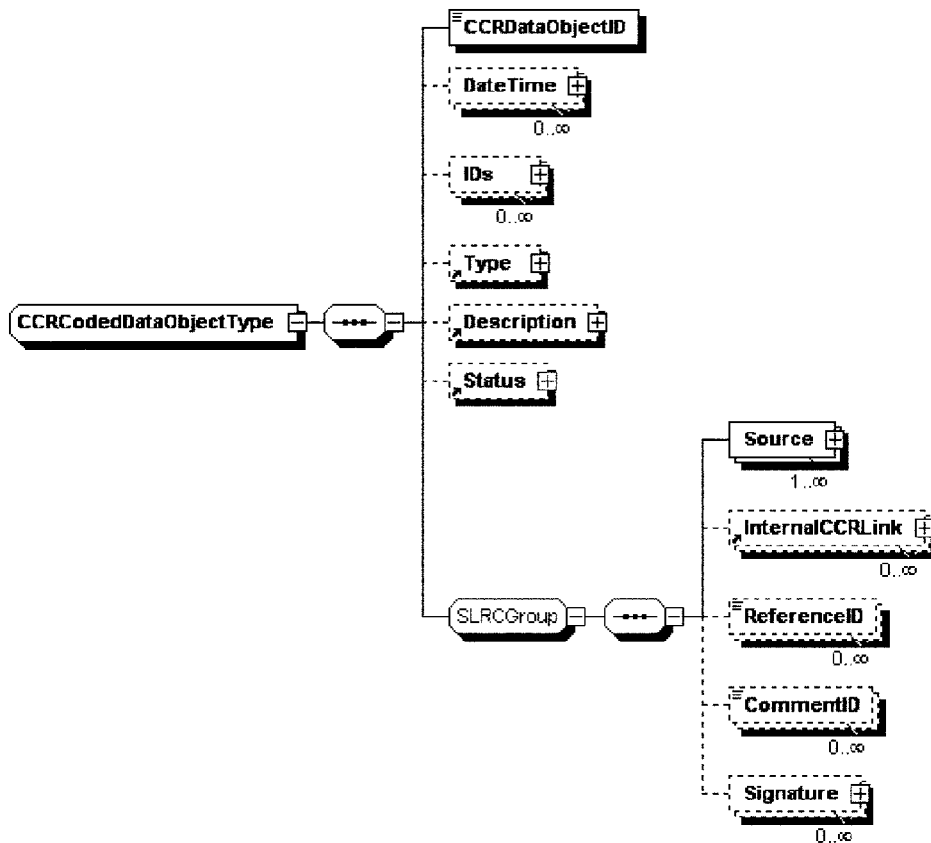 CCRDataObjectID
DateTime
0..∞
IDs
0..∞
Type
CCRCodedDataObjectType
Description
Status
Source
1..∞
InternalCCRLink
0..∞
SLRCGroup
ReferenceID
0..∞
CommentID
0..∞
Signature
0..∞